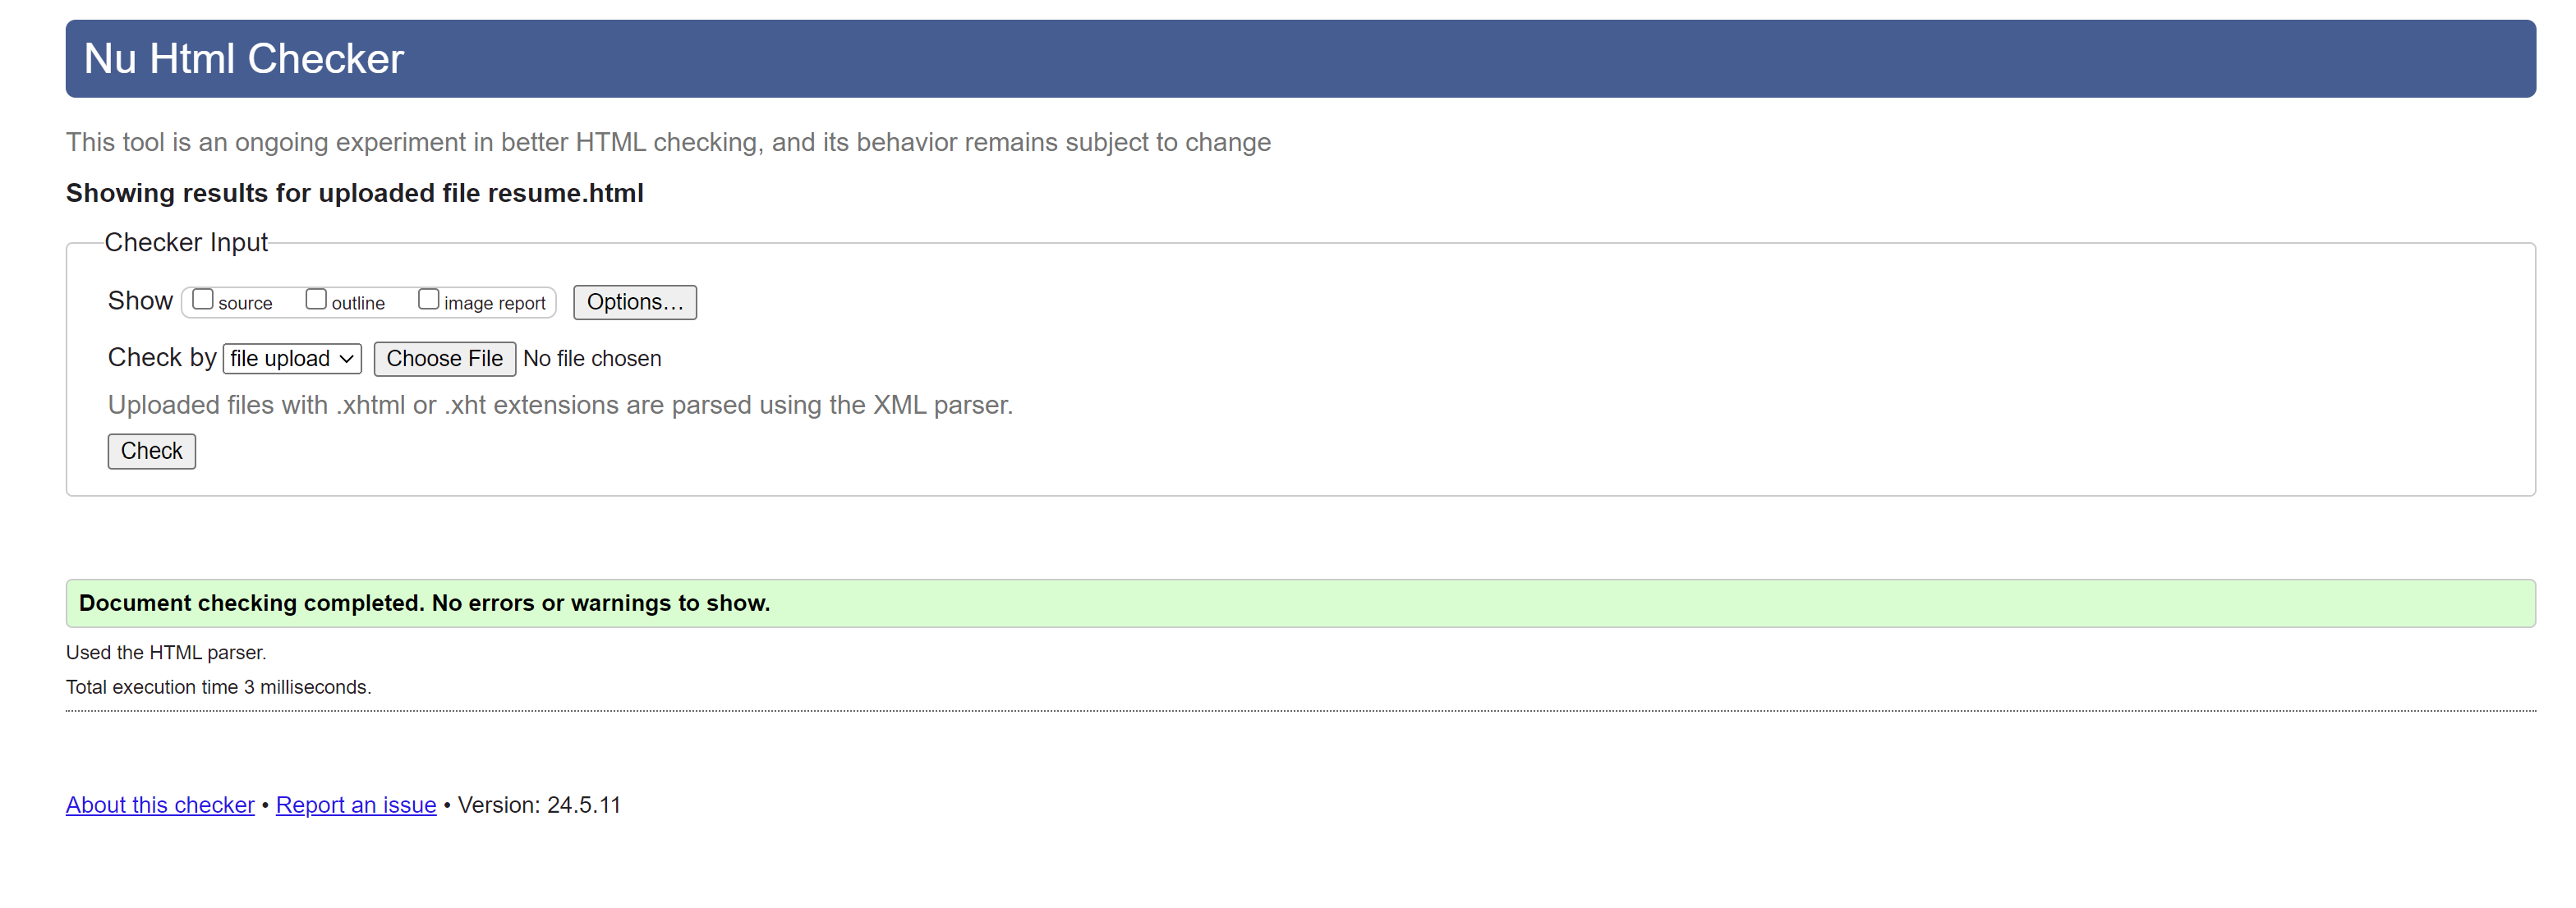 Nu Html Checker
This tool is an ongoing experiment in better HTML checking, and its behavior remains subject to change
Showing results for uploaded file resume.html
Checker Input
Show source outline image report Options...
Check by file upload Choose File No file chosen
Uploaded files with .xhtml or .xht extensions are parsed using the XML parser.
Check
Document checking completed. No errors or warnings to show.
Used the HTML parser.
Total execution time 3 milliseconds.
About this checker • Report an issue • Version: 24.5.11